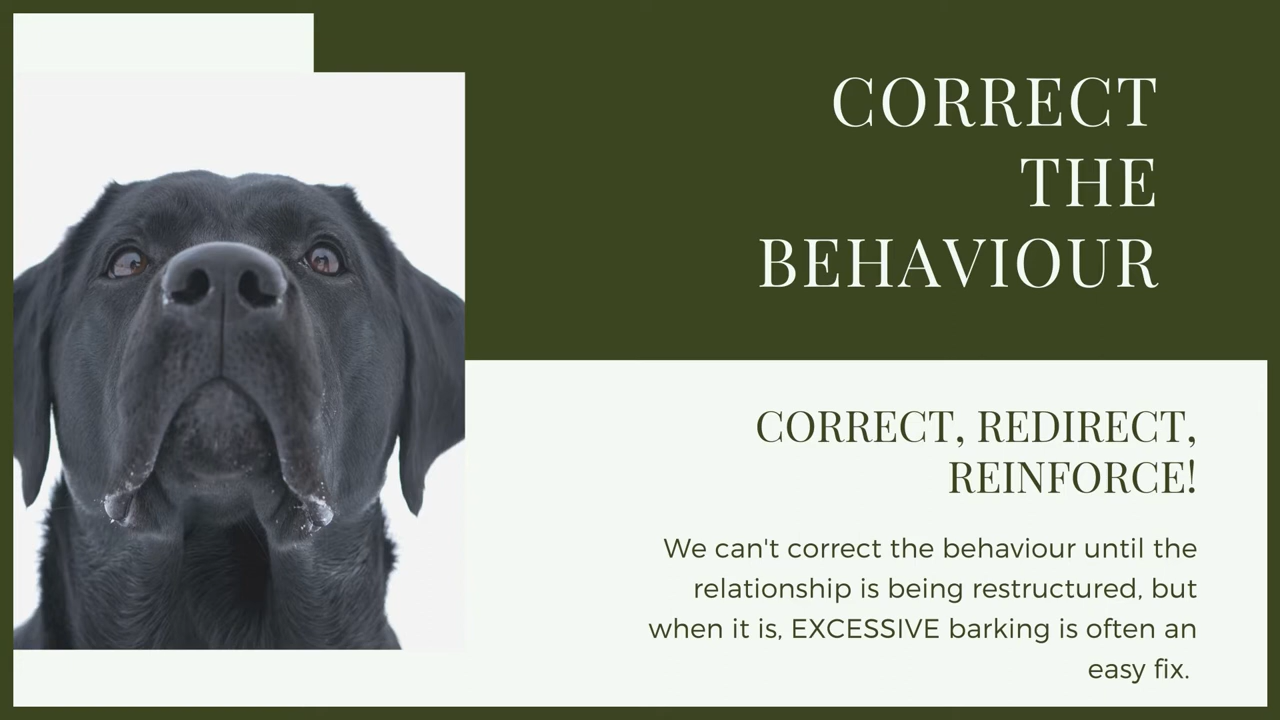 CORRECT
THE
BEHAVIOUR
CORRECT, REDIRECT,
REINFORCE!
We can't correct the behaviour until the
relationship is being restructured, but
when it is, EXCESSIVE barking is often an
easy fix.